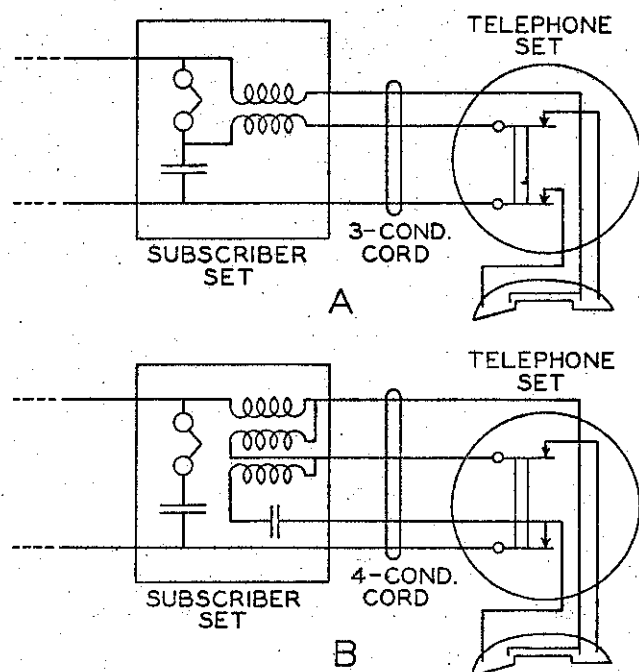 TELEPHONE
SET
3-COND.
CORD
SUBSCRIBER
SET
A
TELEPHONE
SET
4-COND.
CORD
SUBSCRIBER
SET
B